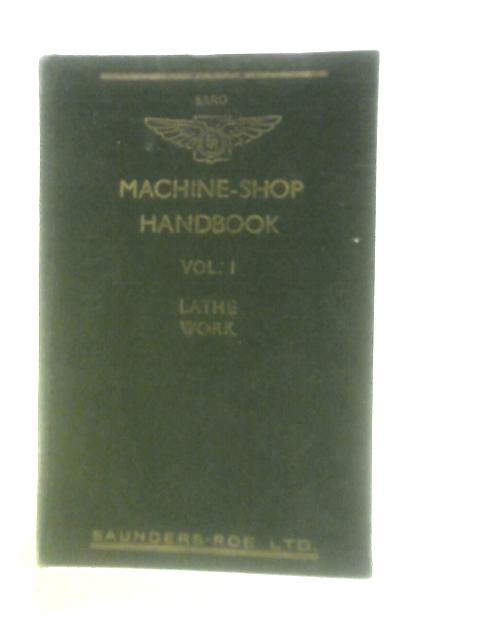 SARO
MACHINE-SHOP
HANDBOOK
VOL. I
LATHE
WORK
SAUNDERS-ROE LTD.